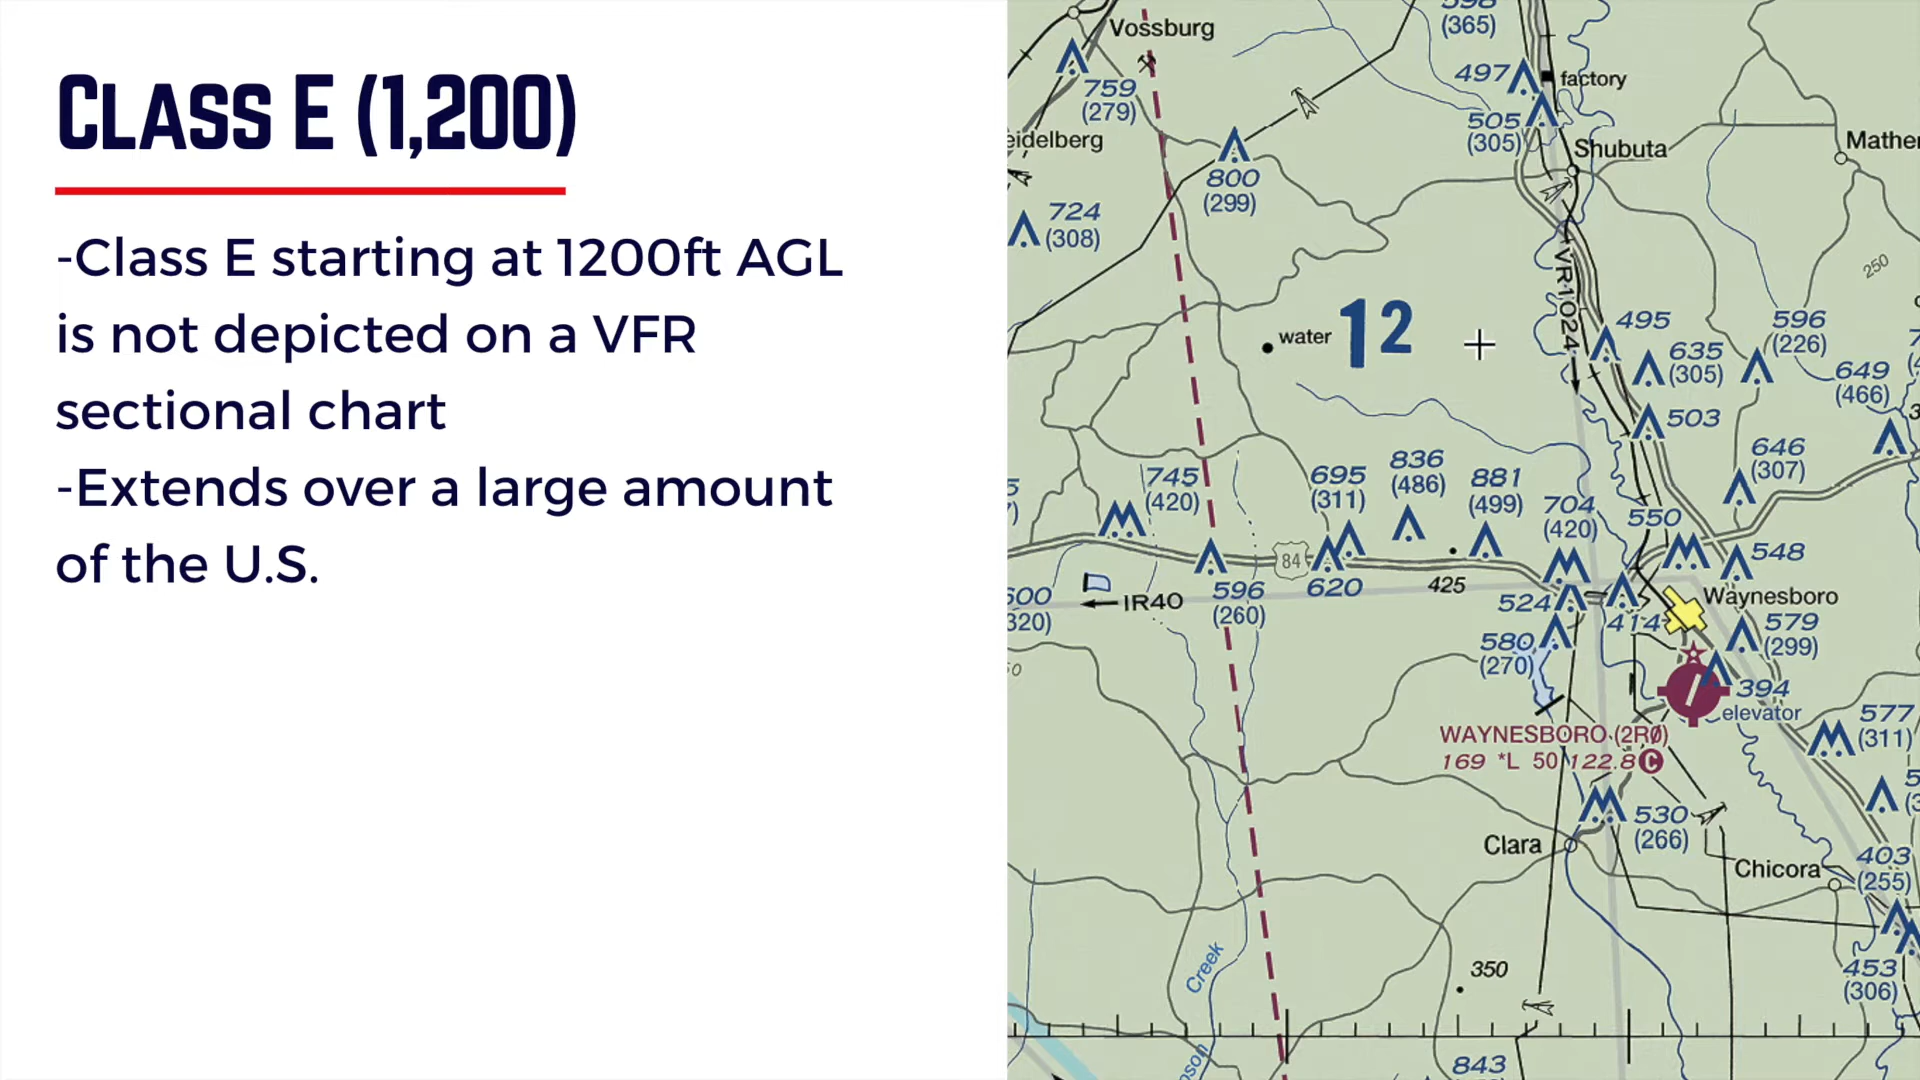 CLASS E (1,200)
-Class E starting at 1200ft AGL
is not depicted on a VFR
sectional chart
-Extends over a large amount
of the U.S.
(365)
Vossburg
497
factory
759
(279)
505
(305)
eidelberg
Shubuta
Mather
800
(299)
724
(308)
VR1024
250
12
water
495
596
(226)
635
(305)
649
(466)
503
646
(307)
745
(420)
695
(311)
836
(486)
881
(499)
704
(420)
550
548
84
425
596
(260)
620
600
320)
IR40
524
414
Waynesboro
579
(299)
580
(270)
394
elevator
577
(311)
WAYNESBORO (2RØ)
169 *L 50 122.8 C
530
(266)
Clara
Chicora
403
(255)
Creek
350
453
(306)
843